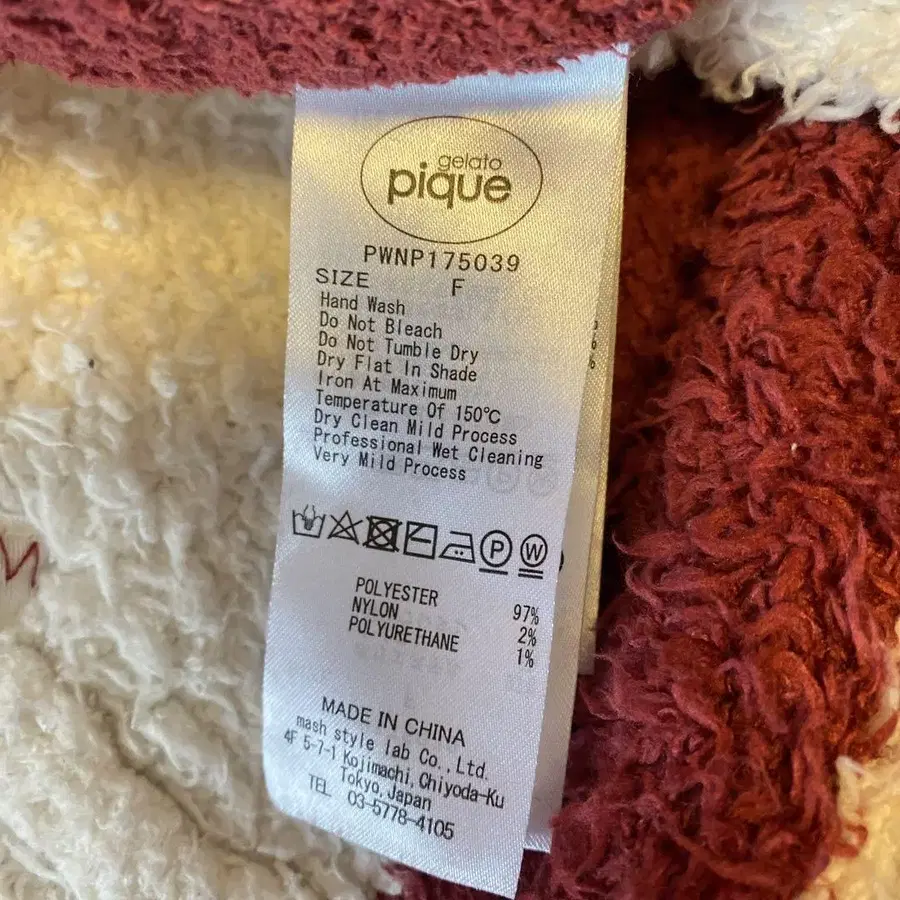 gelato
pique
PWNP175039
SIZE
F
Hand Wash
Do Not Bleach
Do Not Tumble Dry
Dry Flat In Shade
Iron At Maximum
Temperature Of 150℃
Dry Clean Mild Process
Professional Wet Cleaning
Very Mild Process
P W
POLYESTER 97%
NYLON 2%
POLYURETHANE 1%
MADE IN CHINA
mash style lab Co., Ltd.
4F 5-7-1 Kojimachi, Chiyoda-Ku
Tokyo, Japan
TEL 03-5778-4105